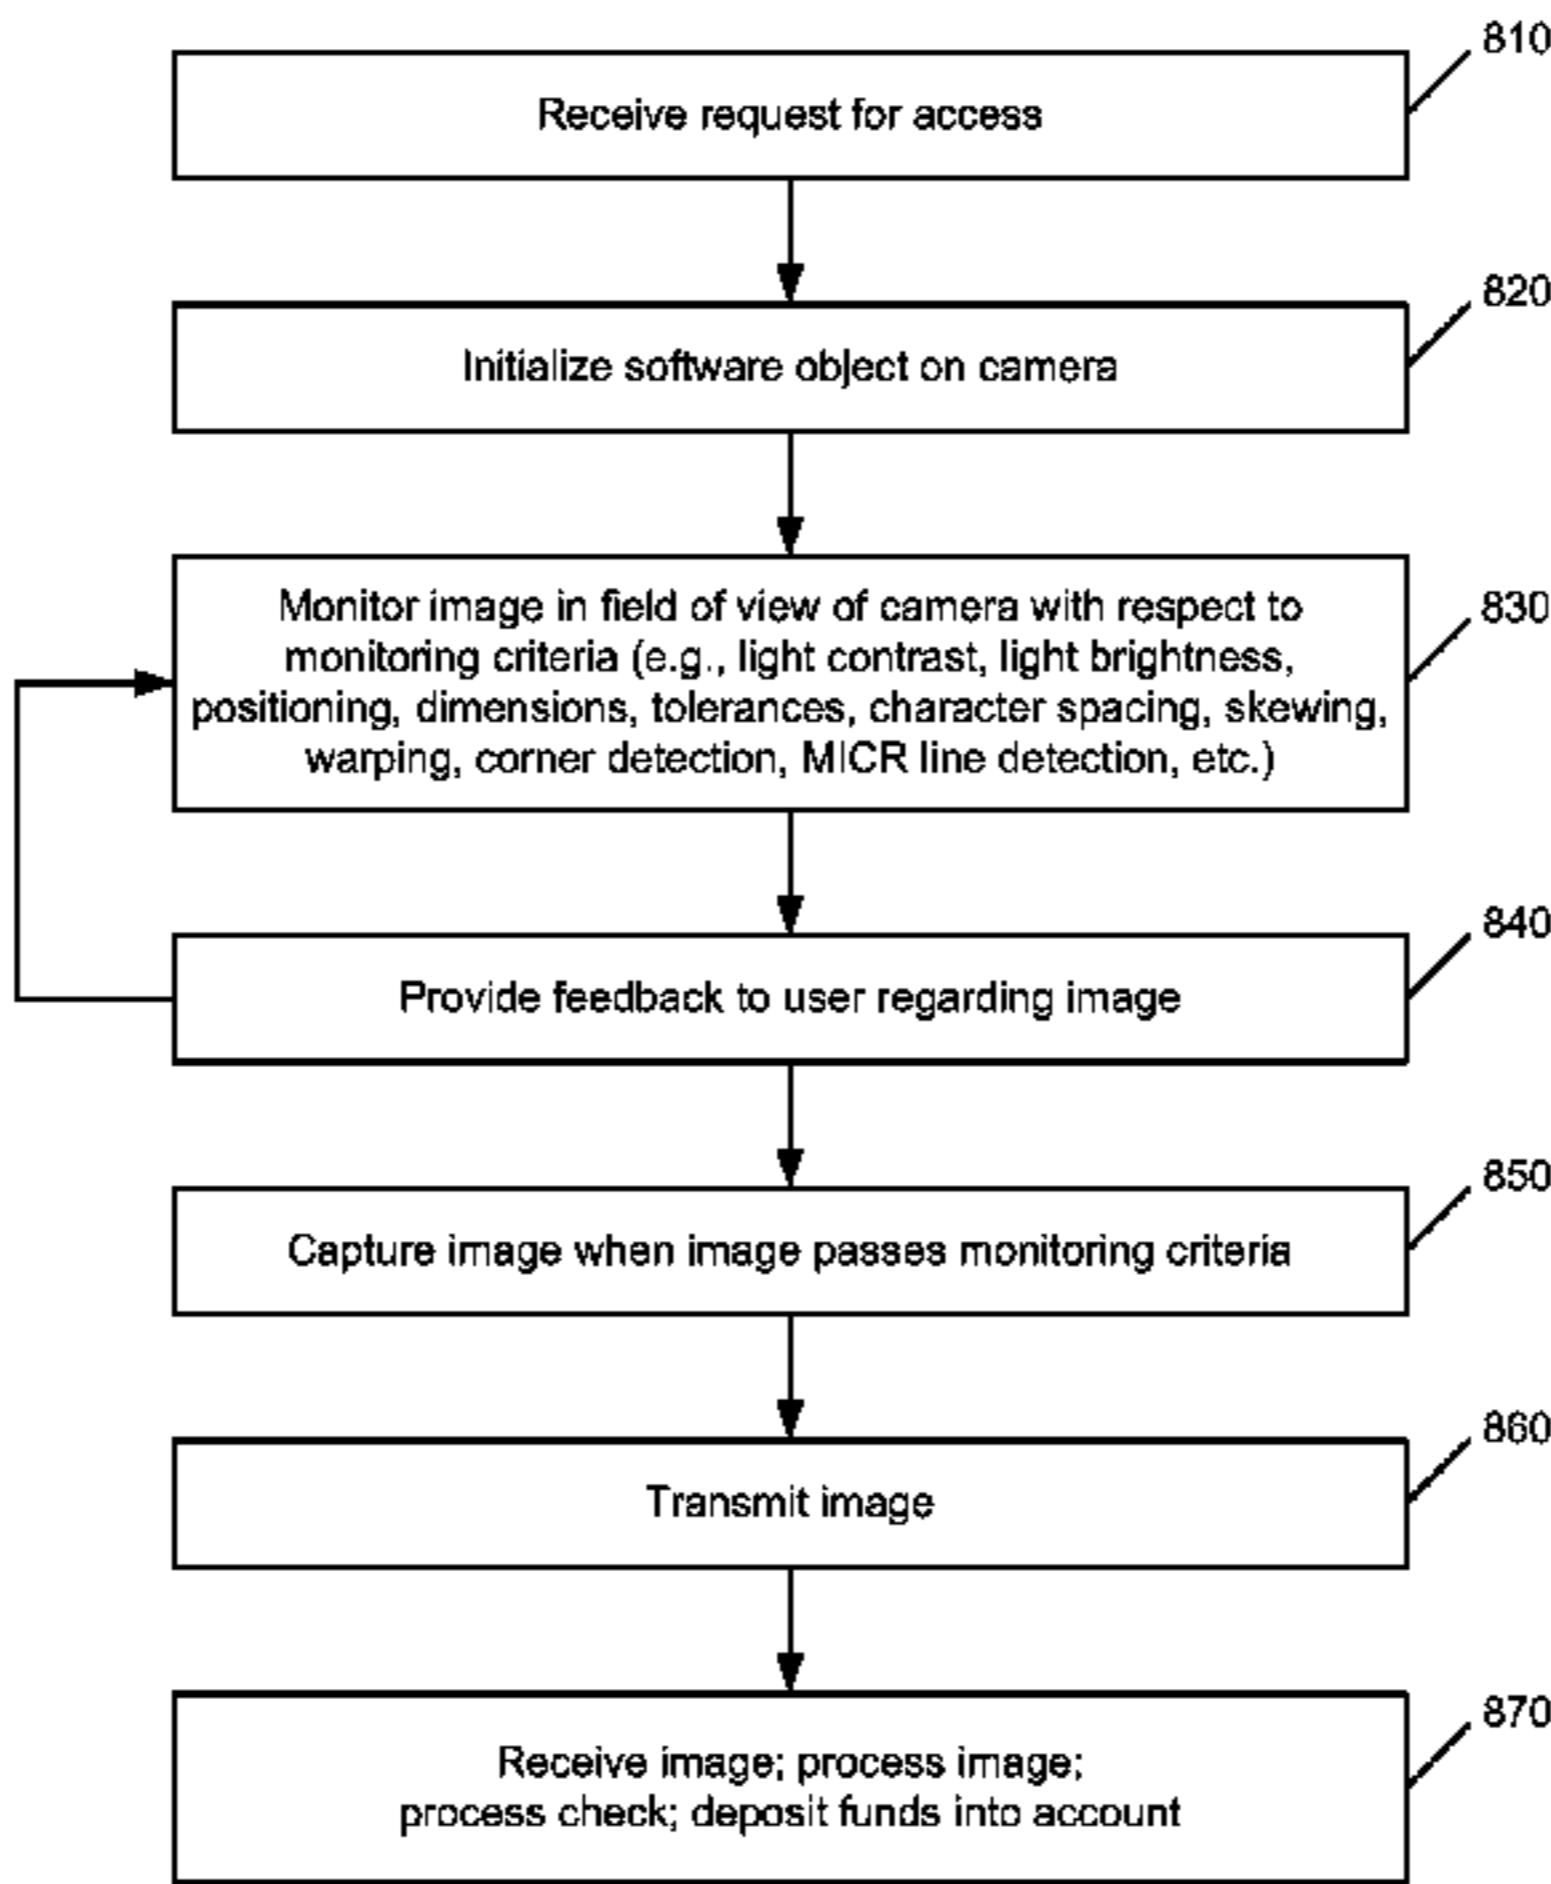 810
Receive request for access
820
Initialize software object on camera
830
Monitor image in field of view of camera with respect to
monitoring criteria (e.g., light contrast, light brightness,
positioning, dimensions, tolerances, character spacing, skewing,
warping, corner detection, MICR line detection, etc.)
840
Provide feedback to user regarding image
850
Capture image when image passes monitoring criteria
860
Transmit image
870
Receive image; process image;
process check; deposit funds into account